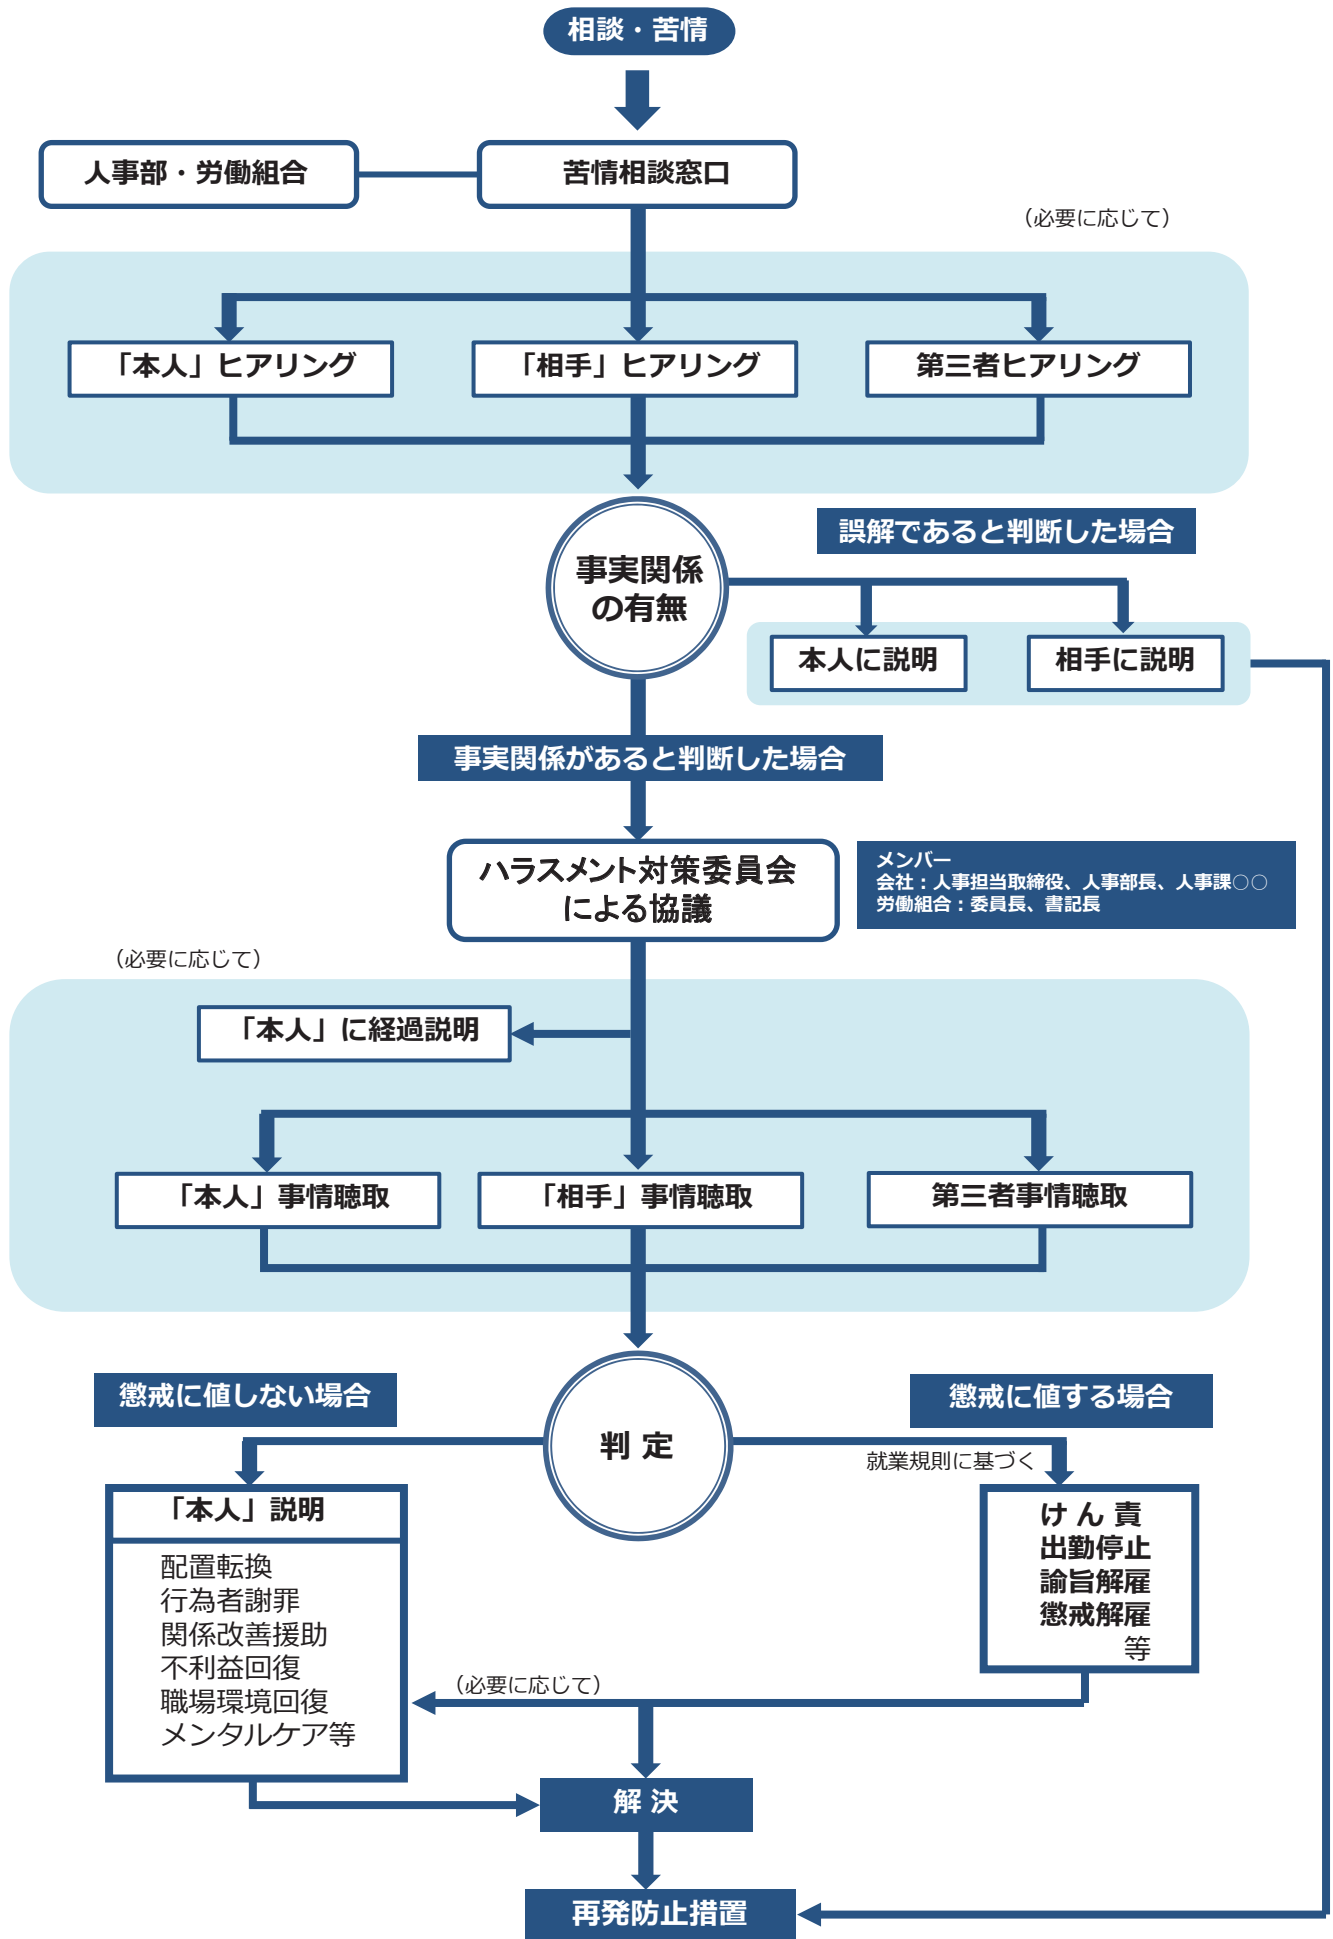 相談・苦情
人事部・労働組合
苦情相談窓口
（必要に応じて）
「本人」ヒアリング
「相手」ヒアリング
第三者ヒアリング
誤解であると判断した場合
事実関係
の有無
本人に説明
相手に説明
事実関係があると判断した場合
ハラスメント対策委員会
による協議
メンバー
会社：人事担当取締役、人事部長、人事課○○
労働組合：委員長、書記長
（必要に応じて）
「本人」に経過説明
「本人」事情聴取
「相手」事情聴取
第三者事情聴取
懲戒に値しない場合
懲戒に値する場合
判 定
就業規則に基づく
「本人」説明
配置転換
行為者謝罪
関係改善援助
不利益回復
職場環境回復
メンタルケア等
け ん 責
出勤停止
諭旨解雇
懲戒解雇
等
（必要に応じて）
解 決
再発防止措置